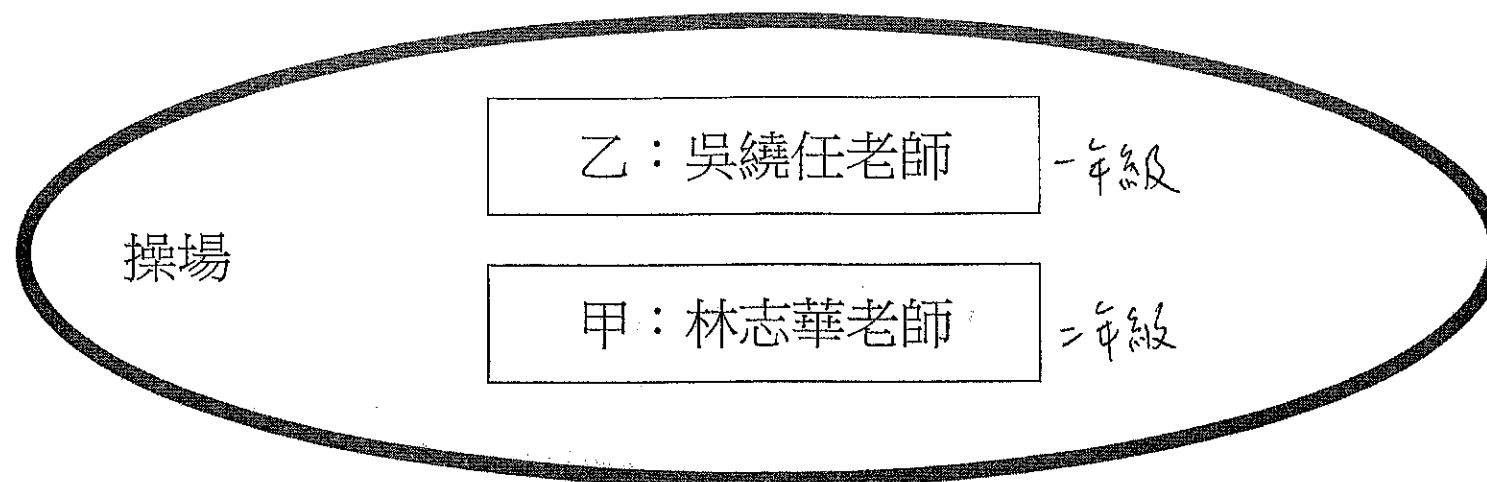 乙：吳繞任老師 一年級
操場
甲：林志華老師 二年級